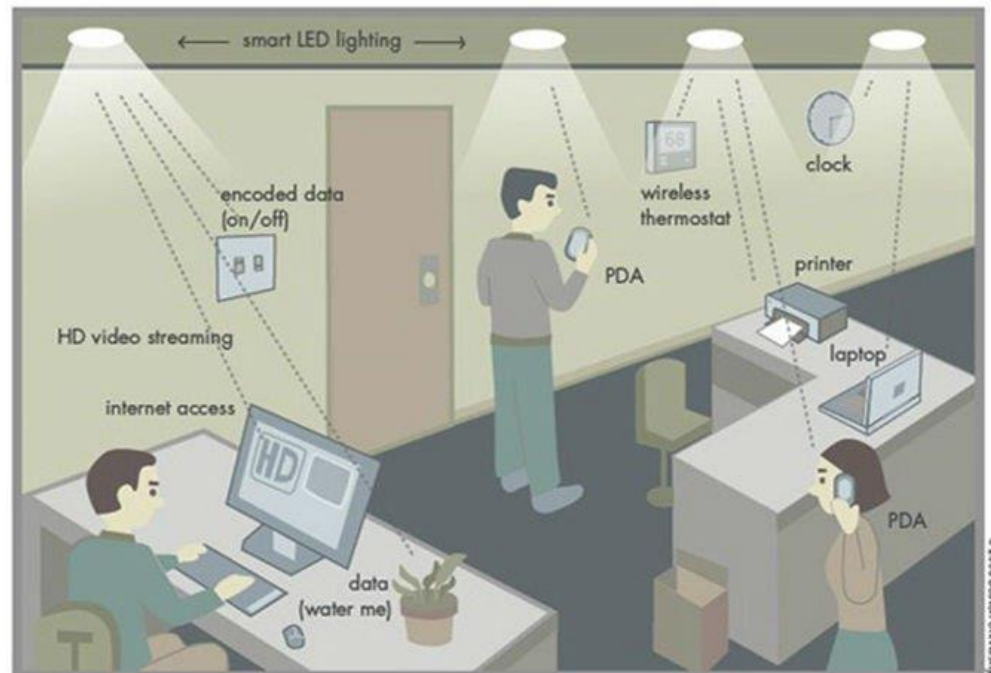 smart LED lighting
encoded data
(on/off)
68
wireless
thermostat
clock
PDA
printer
HD video streaming
laptop
internet access
HD
PDA
data
(water me)